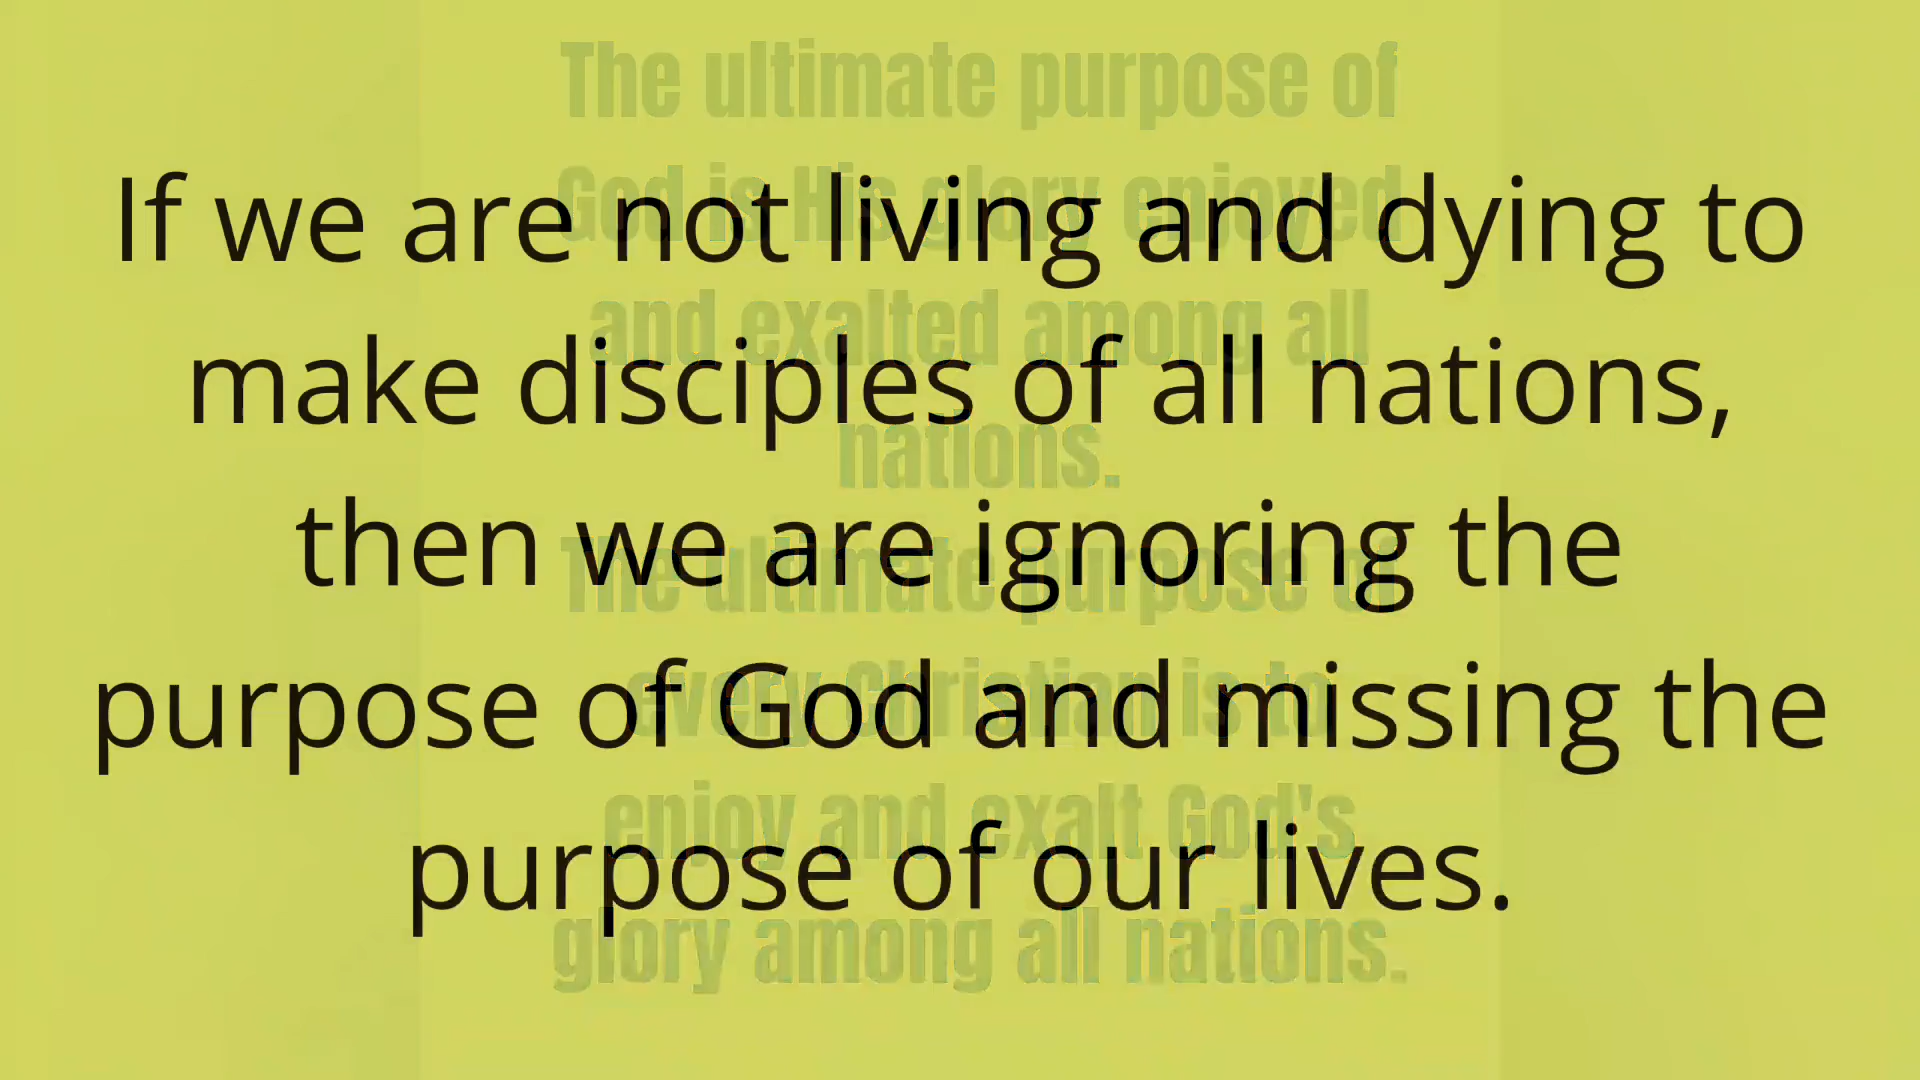 The ultimate purpose of
God is His glory enjoyed
If we are not living and dying to
and exalted among all
make disciples of all nations,
nations.
then we are ignoring the
The ultimate purpose of
every Christian is to
purpose of God and missing the
enjoy and exalt God's
purpose of our lives.
glory among all nations.